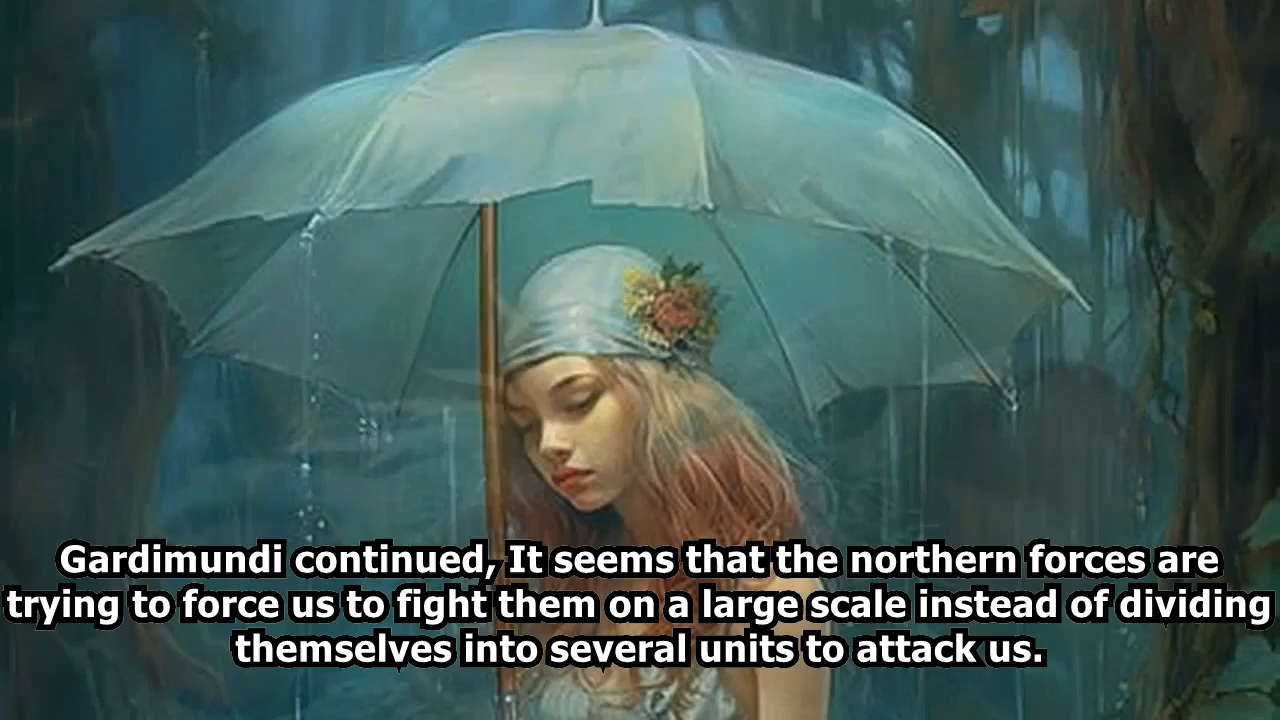 Gardimundi continued, It seems that the northern forces are
trying to force us to fight them on a large scale instead of dividing
themselves into several units to attack us.